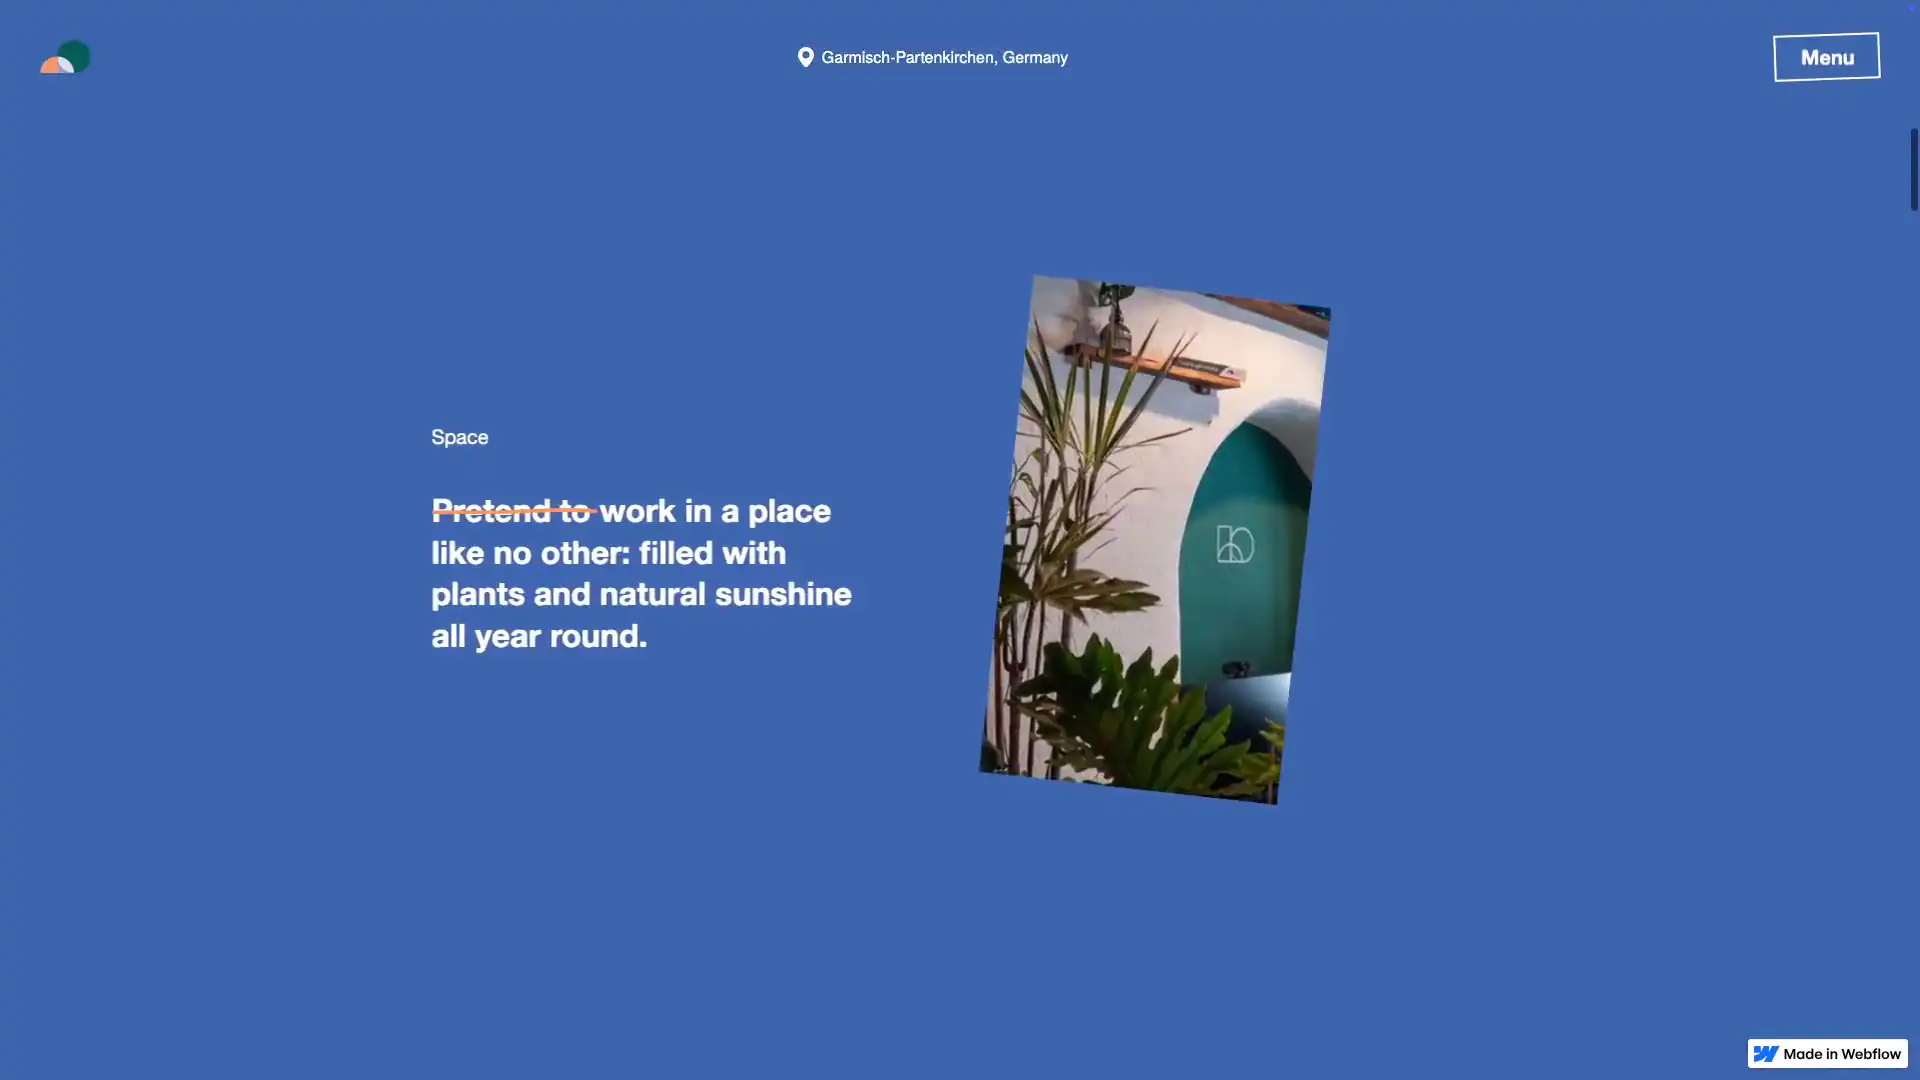 Garmisch-Partenkirchen, Germany
Menu
Space
Pretend to work in a place
like no other: filled with
plants and natural sunshine
all year round.
Made in Webflow